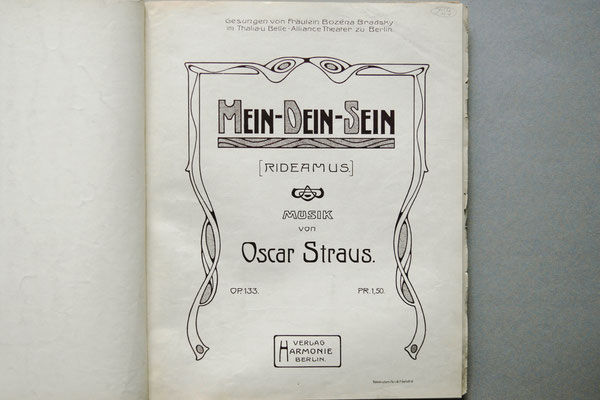 Gesungen von Fräulein Bozéna Bradsky
im Thalia-u Belle-Alliance Theater zu Berlin.
MEIN-DEIN-SEIN
[RIDEAMUS.]
MUSIK
von
Oscar Straus.
OP. 133. PR. 1,50.
VERLAG
HARMONIE
BERLIN.